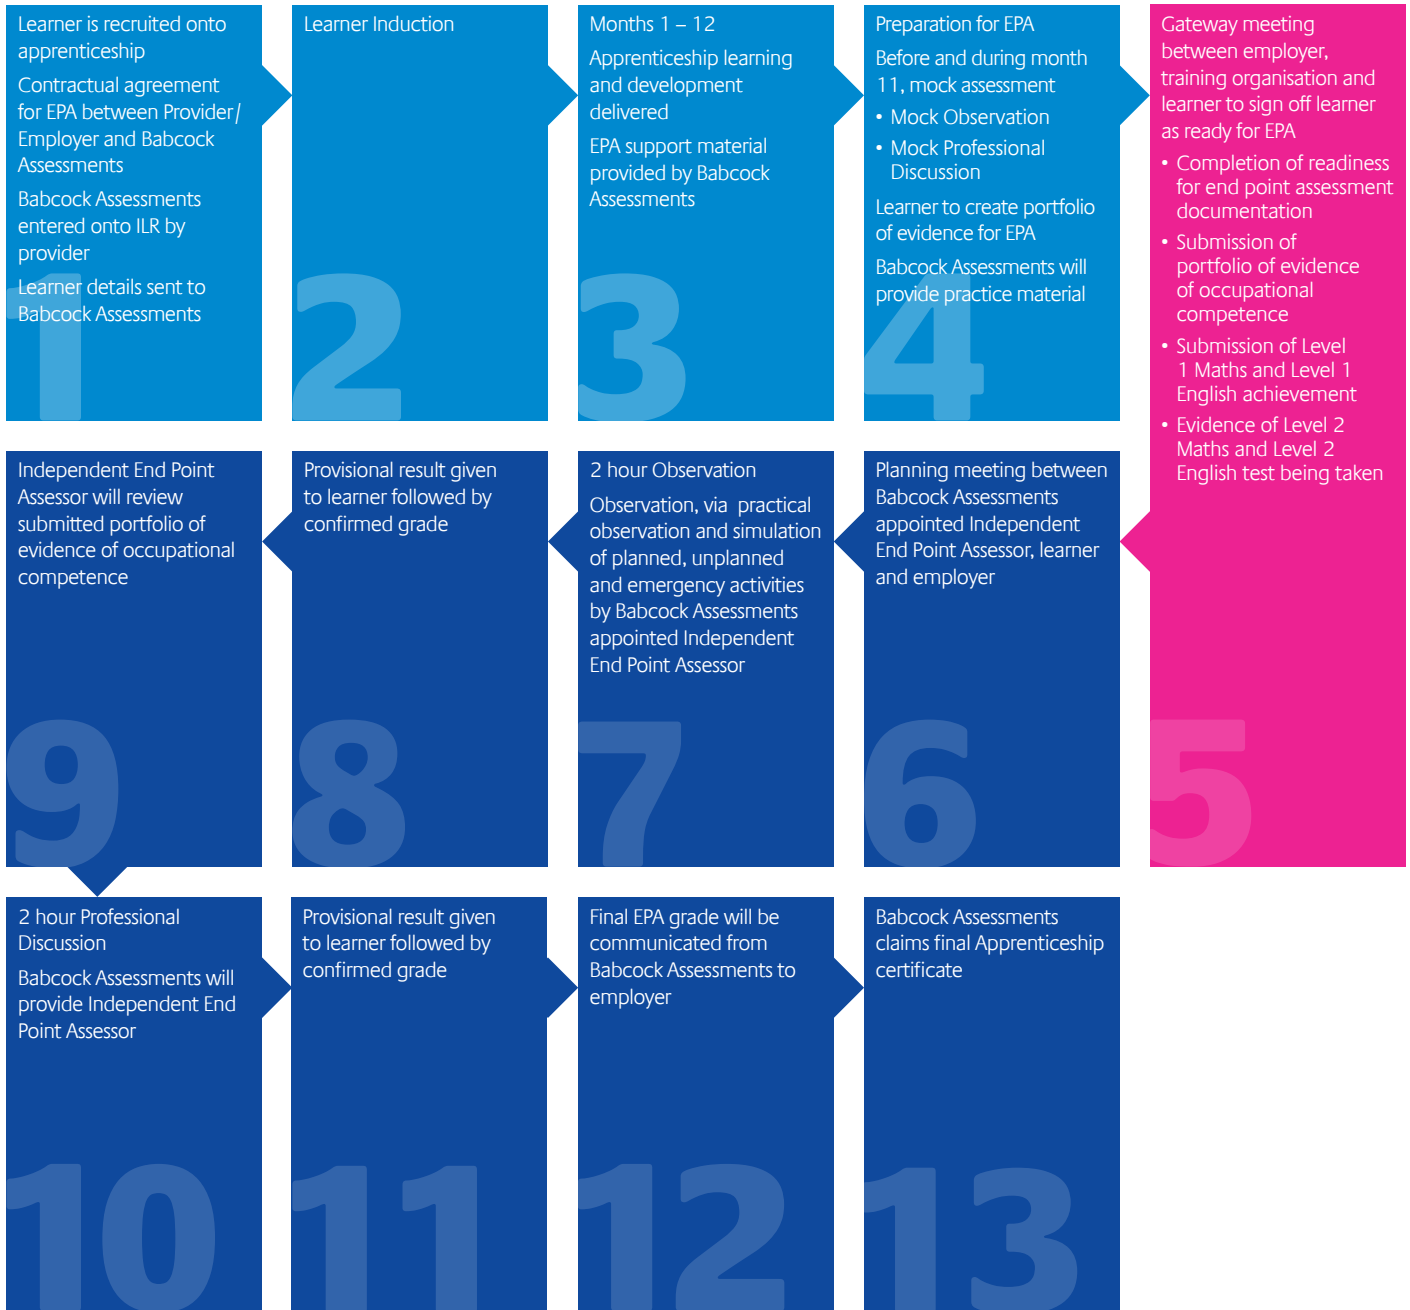 Learner is recruited onto
apprenticeship
Contractual agreement
for EPA between Provider/
Employer and Babcock
Assessments
Babcock Assessments
entered onto ILR by
provider
Learner details sent to
Babcock Assessments
1
Learner Induction
2
Months 1 – 12
Apprenticeship learning
and development
delivered
EPA support material
provided by Babcock
Assessments
3
Preparation for EPA
Before and during month
11, mock assessment
• Mock Observation
• Mock Professional
Discussion
Learner to create portfolio
of evidence for EPA
Babcock Assessments will
provide practice material
4
Gateway meeting
between employer,
training organisation and
learner to sign off learner
as ready for EPA
• Completion of readiness
for end point assessment
documentation
• Submission of
portfolio of evidence
of occupational
competence
• Submission of Level
1 Maths and Level 1
English achievement
• Evidence of Level 2
Maths and Level 2
English test being taken
5
Planning meeting between
Babcock Assessments
appointed Independent
End Point Assessor, learner
and employer
6
2 hour Observation
Observation, via practical
observation and simulation
of planned, unplanned
and emergency activities
by Babcock Assessments
appointed Independent
End Point Assessor
7
Provisional result given
to learner followed by
confirmed grade
8
Independent End Point
Assessor will review
submitted portfolio of
evidence of occupational
competence
9
2 hour Professional
Discussion
Babcock Assessments will
provide Independent End
Point Assessor
10
Provisional result given
to learner followed by
confirmed grade
11
Final EPA grade will be
communicated from
Babcock Assessments to
employer
12
Babcock Assessments
claims final Apprenticeship
certificate
13